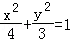 x²/4 + y²/3 = 1